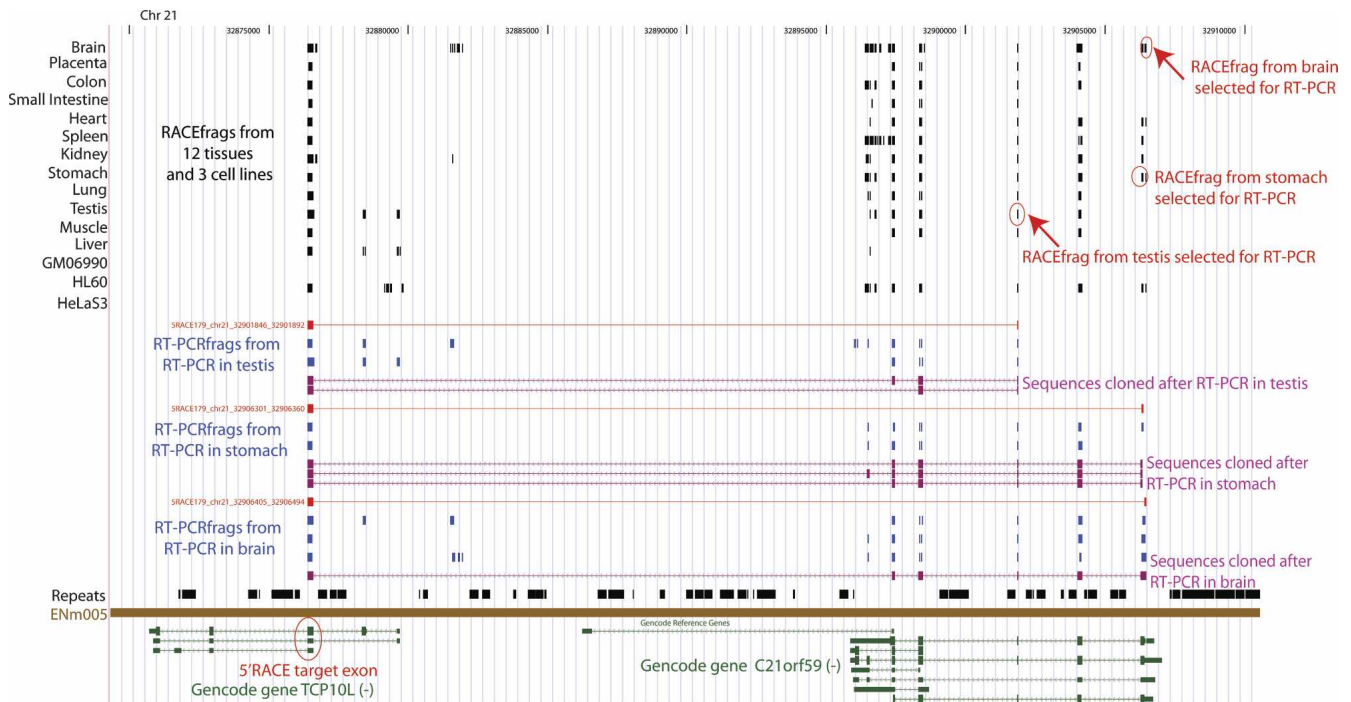 Chr 21
32875000 32880000 32885000 32890000 32895000 32900000 32905000 32910000
Brain
Placenta
Colon
Small Intestine
Heart
Spleen
Kidney
Stomach
Lung
Testis
Muscle
Liver
GM06990
HL60
HeLaS3
RACEfrags from
12 tissues
and 3 cell lines
RACEfrag from brain
selected for RT-PCR
RACEfrag from stomach
selected for RT-PCR
RACEfrag from testis selected for RT-PCR
5RACE179_chr21_32901846_32901892
RT-PCRfrags from
RT-PCR in testis
Sequences cloned after RT-PCR in testis
5RACE179_chr21_32906301_32906360
RT-PCRfrags from
RT-PCR in stomach
Sequences cloned after
RT-PCR in stomach
5RACE179_chr21_32906405_32906494
RT-PCRfrags from
RT-PCR in brain
Sequences cloned after
RT-PCR in brain
Repeats
ENm005
Gencode Reference Genes
5'RACE target exon
Gencode gene TCP10L (-)
Gencode gene C21orf59 (-)